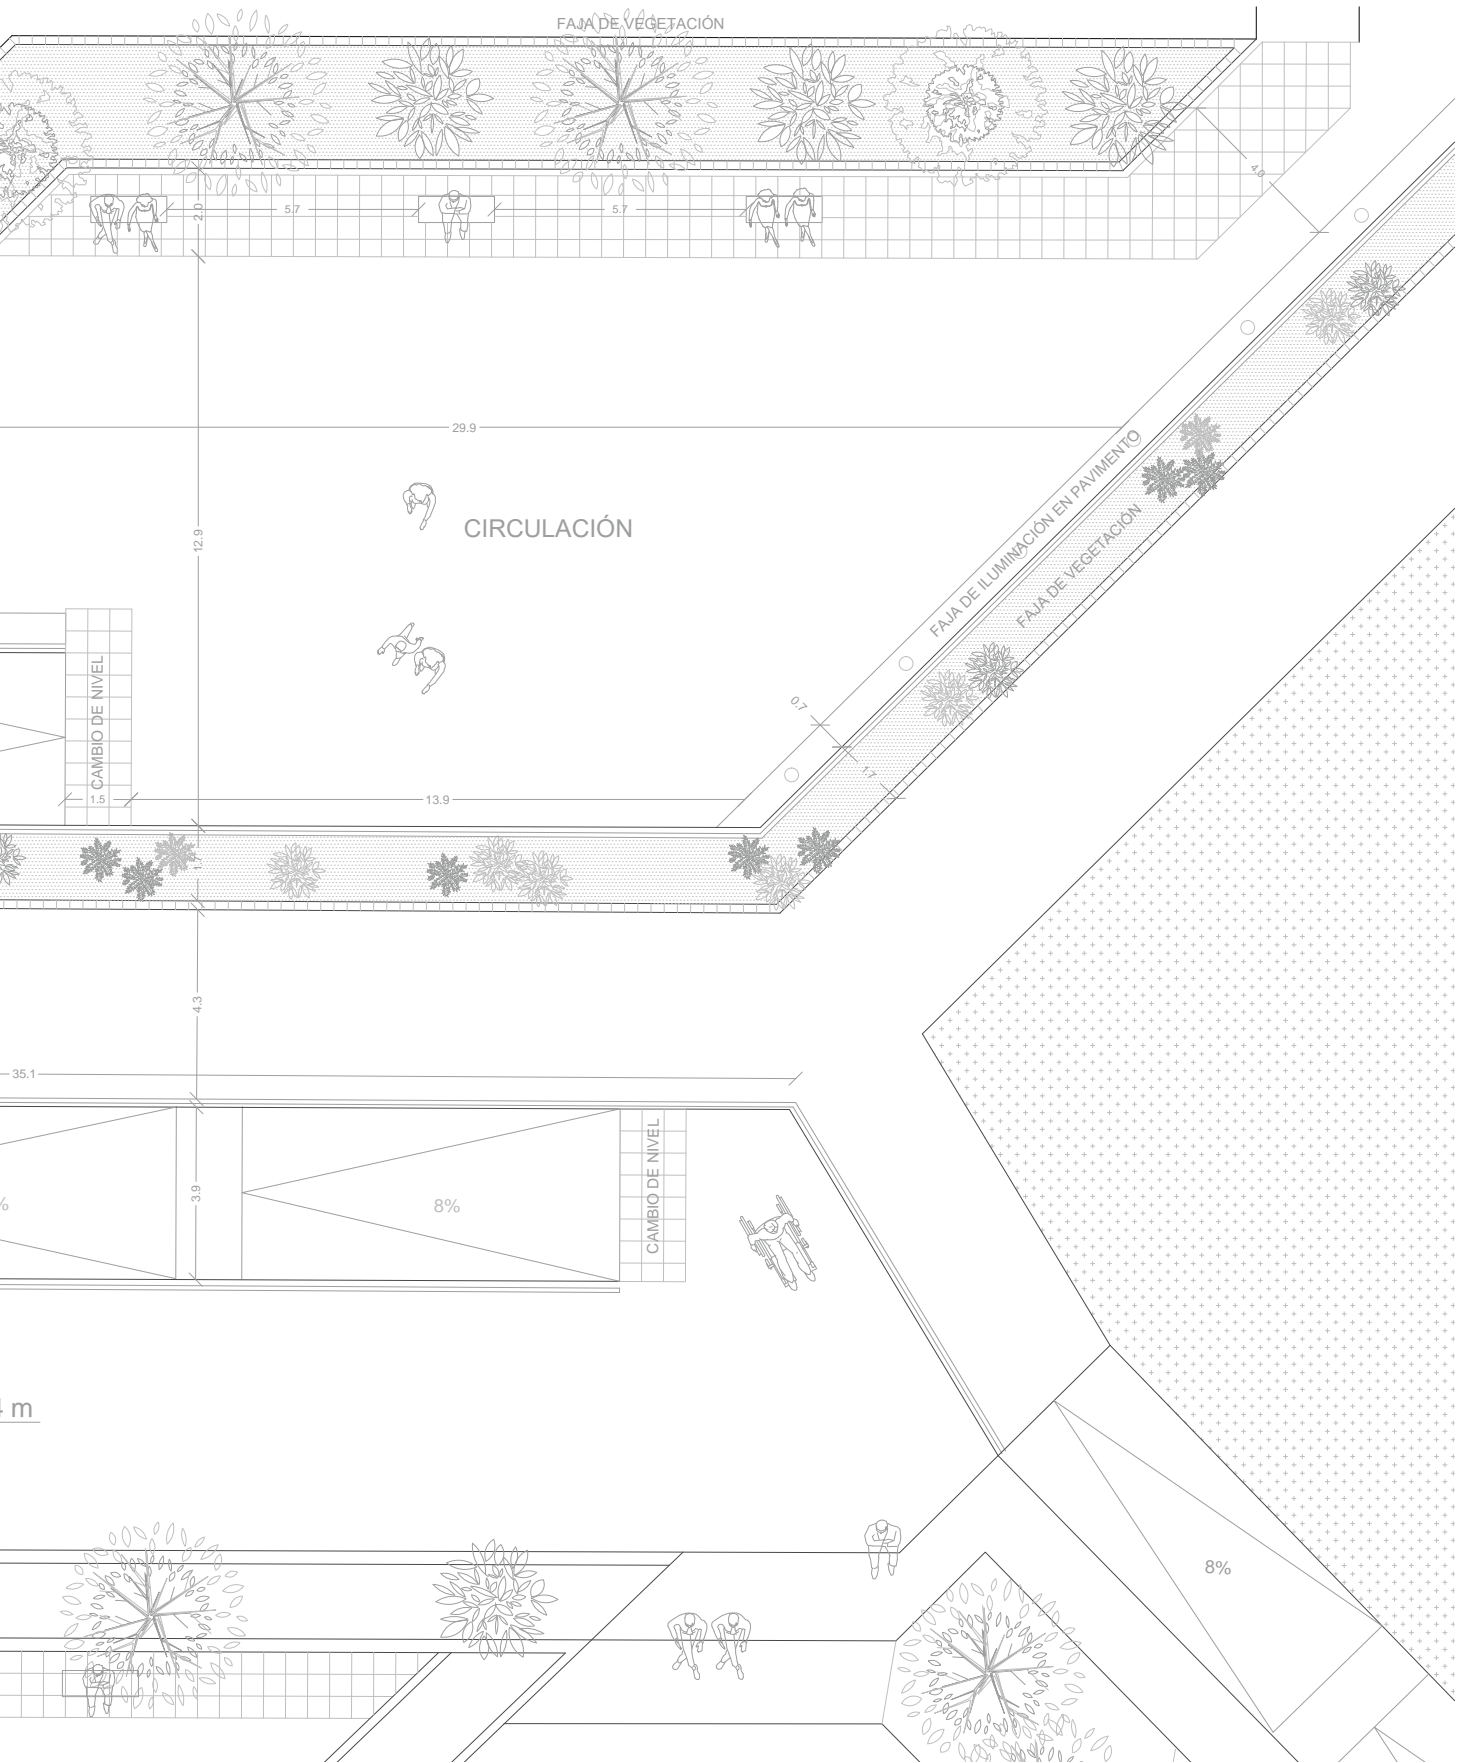 FAJA DE VEGETACIÓN
4.0
2.0
5.7
5.7
29.9
FAJA DE ILUMINACIÓN EN PAVIMENTO
CIRCULACIÓN
12.9
FAJA DE VEGETACIÓN
CAMBIO DE NIVEL
0.7
1.7
1.5
13.9
1.7
4.3
35.1
CAMBIO DE NIVEL
3.9
%
8%
4 m
8%